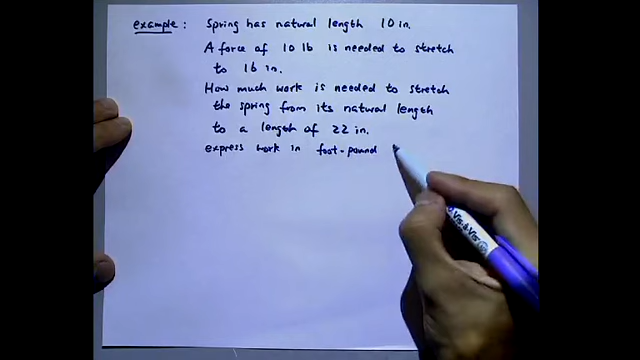 example : Spring has natural length 10 in.
A force of 10 lb is needed to stretch
to 16 in.
How much work is needed to stretch
the spring from its natural length
to a length of 22 in.
express work in foot-pound